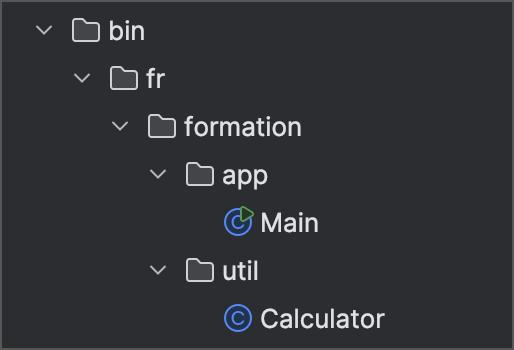 bin
fr
formation
app
Main
util
Calculator